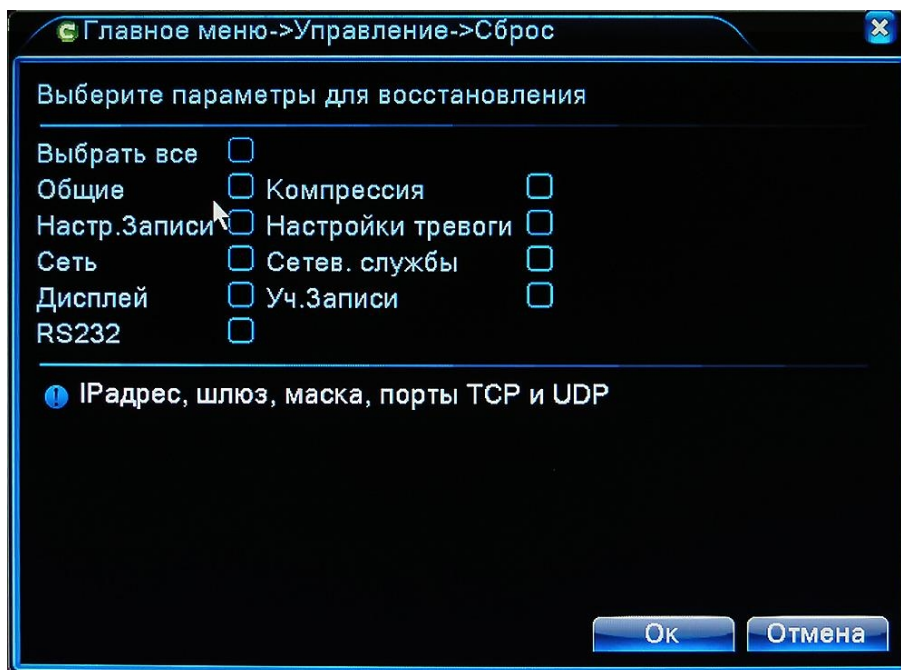 Главное меню->Управление->Сброс
Выберите параметры для восстановления
Выбрать все
Общие Компрессия
Настр.Записи Настройки тревоги
Сеть Сетев. службы
Дисплей Уч.Записи
RS232
IPадрес, шлюз, маска, порты TCP и UDP
Ок Отмена